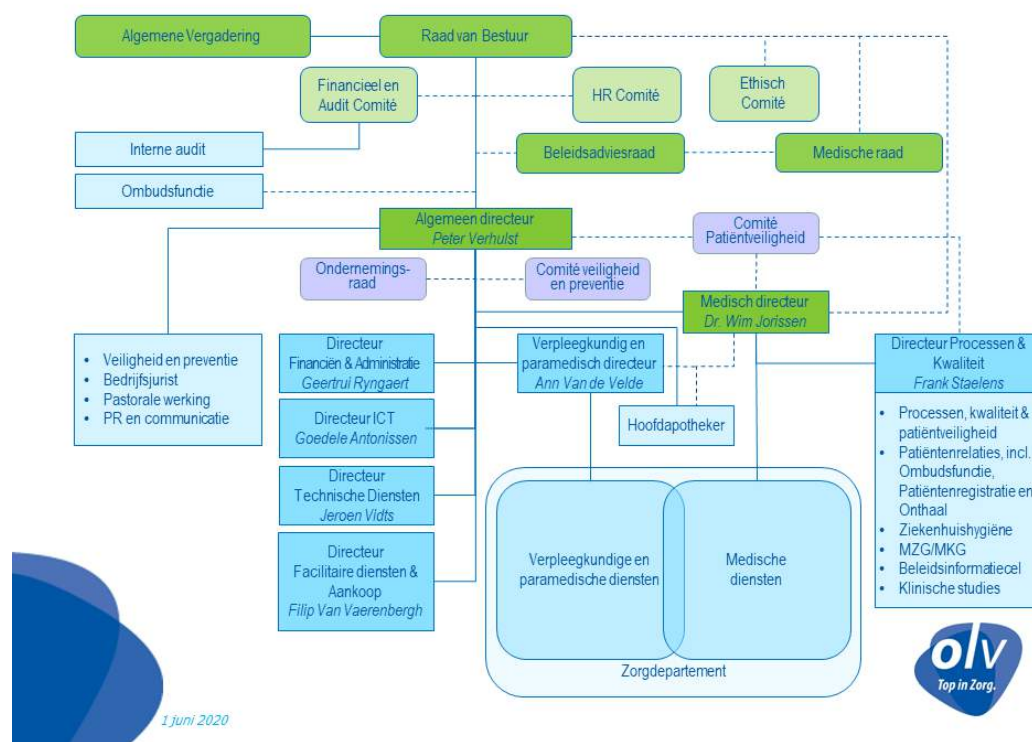 Algemene Vergadering
Raad van Bestuur
Financieel en
Audit Comité
HR Comité
Ethisch
Comité
Interne audit
Beleidsadviesraad
Medische raad
Ombudsfunctie
Algemeen directeur
Peter Verhulst
Comité
Patiëntveiligheid
Ondernemings-
raad
Comité veiligheid
en preventie
Medisch directeur
Dr. Wim Jorissen
• Veiligheid en preventie
• Bedrijfsjurist
• Pastorale werking
• PR en communicatie
Directeur
Financiën & Administratie
Geertrui Ryngaert
Verpleegkundig en
paramedisch directeur
Ann Van de Velde
Directeur Processen &
Kwaliteit
Frank Staelens
Directeur ICT
Goedele Antonissen
Hoofdapotheker
• Processen, kwaliteit &
patiëntveiligheid
• Patiëntenrelaties, incl.
Ombudsfunctie,
Patiëntenregistratie en
Onthaal
• Ziekenhuishygiëne
• MZG/MKG
• Beleidsinformatiecel
• Klinische studies
Directeur
Technische Diensten
Jeroen Vidts
Directeur
Facilitaire diensten &
Aankoop
Filip Van Vaerenbergh
Verpleegkundige en
paramedische diensten
Medische
diensten
Zorgdepartement
olv
Top in Zorg.
1 juni 2020